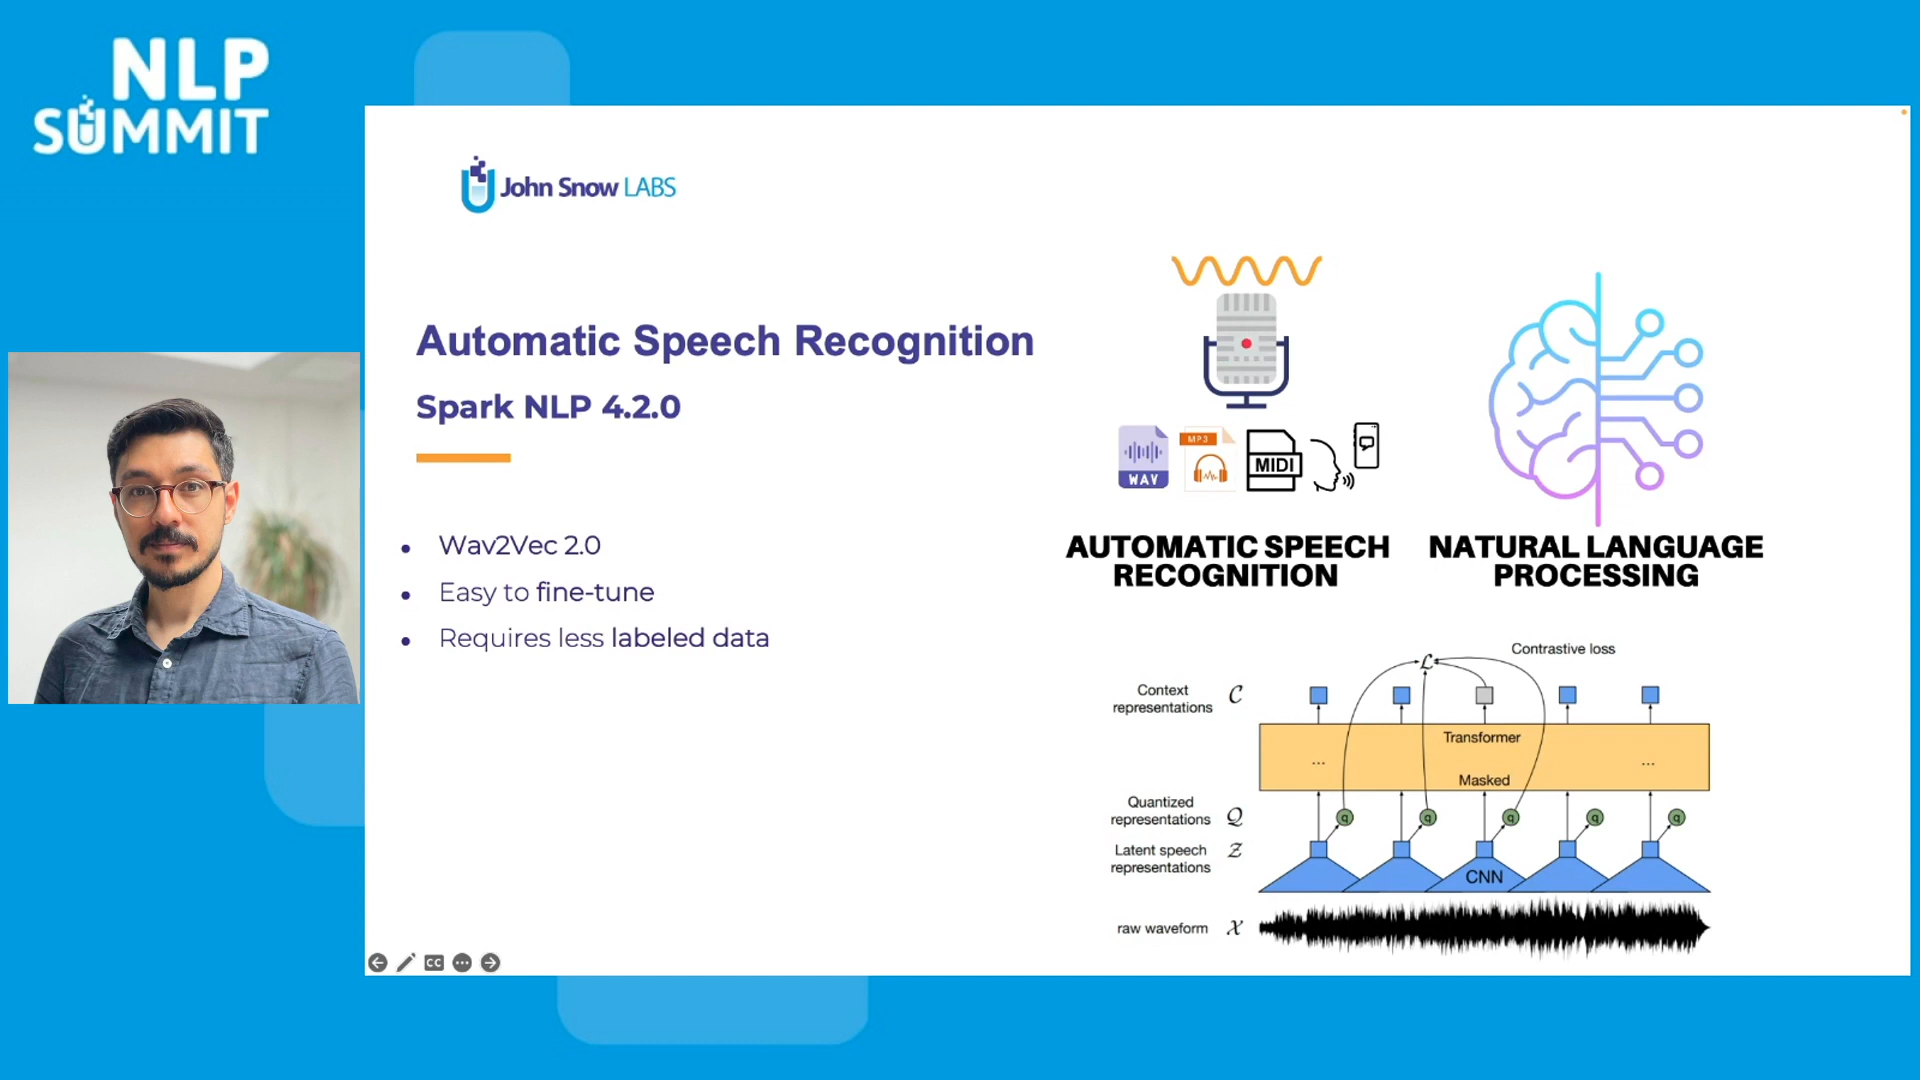 NLP
SUMMIT
John Snow LABS
Automatic Speech Recognition
Spark NLP 4.2.0
• Wav2Vec 2.0
• Easy to fine-tune
• Requires less labeled data
WAV
MP3
MIDI
AUTOMATIC SPEECH
RECOGNITION
NATURAL LANGUAGE
PROCESSING
Contrastive loss
ℒ
Context
representations 𝒞
Transformer
... ...
Masked
Quantized
representations 𝒬
q q q q q
Latent speech
representations 𝒵
CNN
raw waveform 𝒳
CC